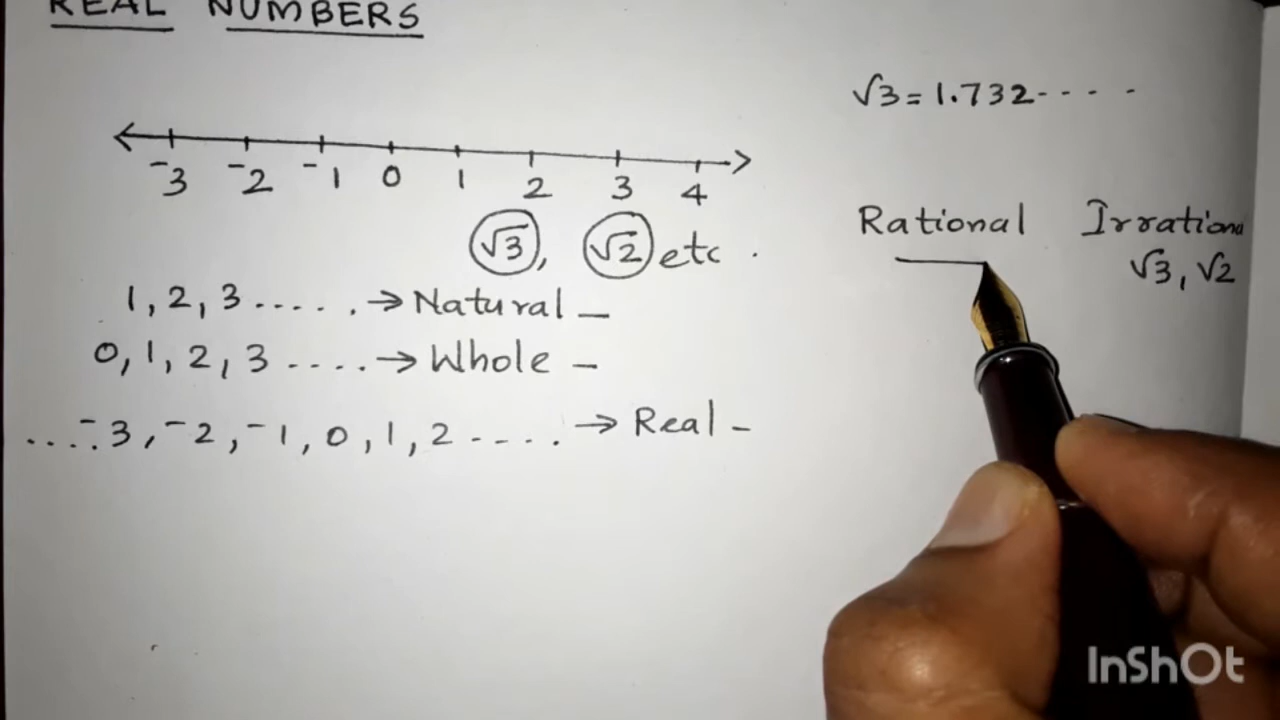 REAL NUMBERS
√3 = 1.732 - - - -
-3 -2 -1 0 1 2 3 4
Rational Irrational
√3, √2 etc .
√3, √2
1, 2, 3 ..... . → Natural _
0, 1, 2, 3 ..... → Whole -
.....-3, -2, -1, 0, 1, 2 - - - - . → Real -
InShOt